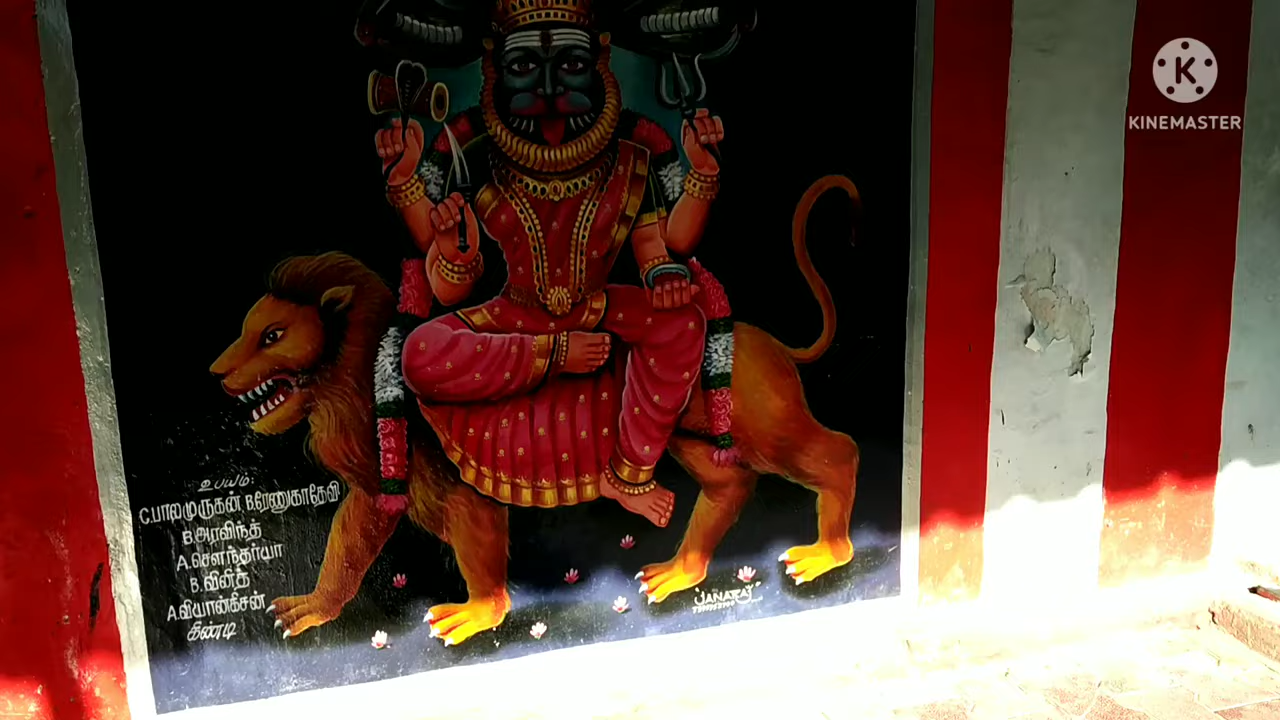 KINEMASTER
உபயம்:
C.பாலமுருகன் B.ரேணுகாதேவி
B.அரவிந்த்
A.சௌந்தர்யா
B.வினித்
A.வியான்கிசன்
கிண்டி
JANARAJ